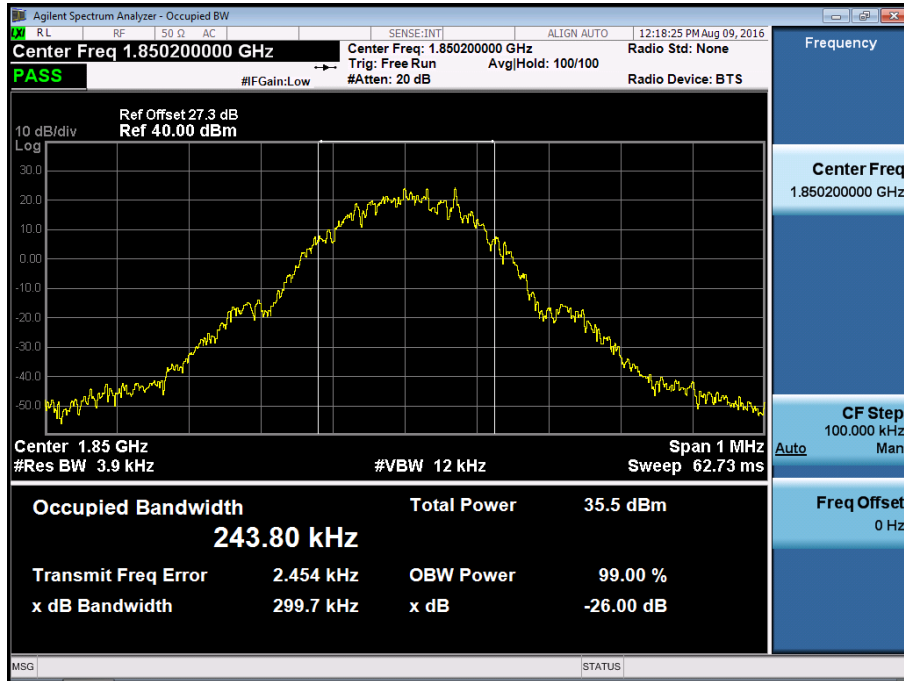 Agilent Spectrum Analyzer - Occupied BW
LXI RL RF 50 Ω AC SENSE:INT ALIGN AUTO 12:18:25 PM Aug 09, 2016
Center Freq 1.850200000 GHz
Center Freq: 1.850200000 GHz
Radio Std: None
Trig: Free Run Avg|Hold: 100/100
PASS
#IFGain:Low
#Atten: 20 dB
Radio Device: BTS
Ref Offset 27.3 dB
10 dB/div Ref 40.00 dBm
Log
30.0
20.0
10.0
0.00
-10.0
-20.0
-30.0
-40.0
-50.0
Center 1.85 GHz Span 1 MHz
#Res BW 3.9 kHz #VBW 12 kHz Sweep 62.73 ms
Occupied Bandwidth Total Power 35.5 dBm
243.80 kHz
Transmit Freq Error 2.454 kHz OBW Power 99.00 %
x dB Bandwidth 299.7 kHz x dB -26.00 dB
MSG STATUS
Frequency
Center Freq
1.850200000 GHz
CF Step
100.000 kHz
Auto Man
Freq Offset
0 Hz